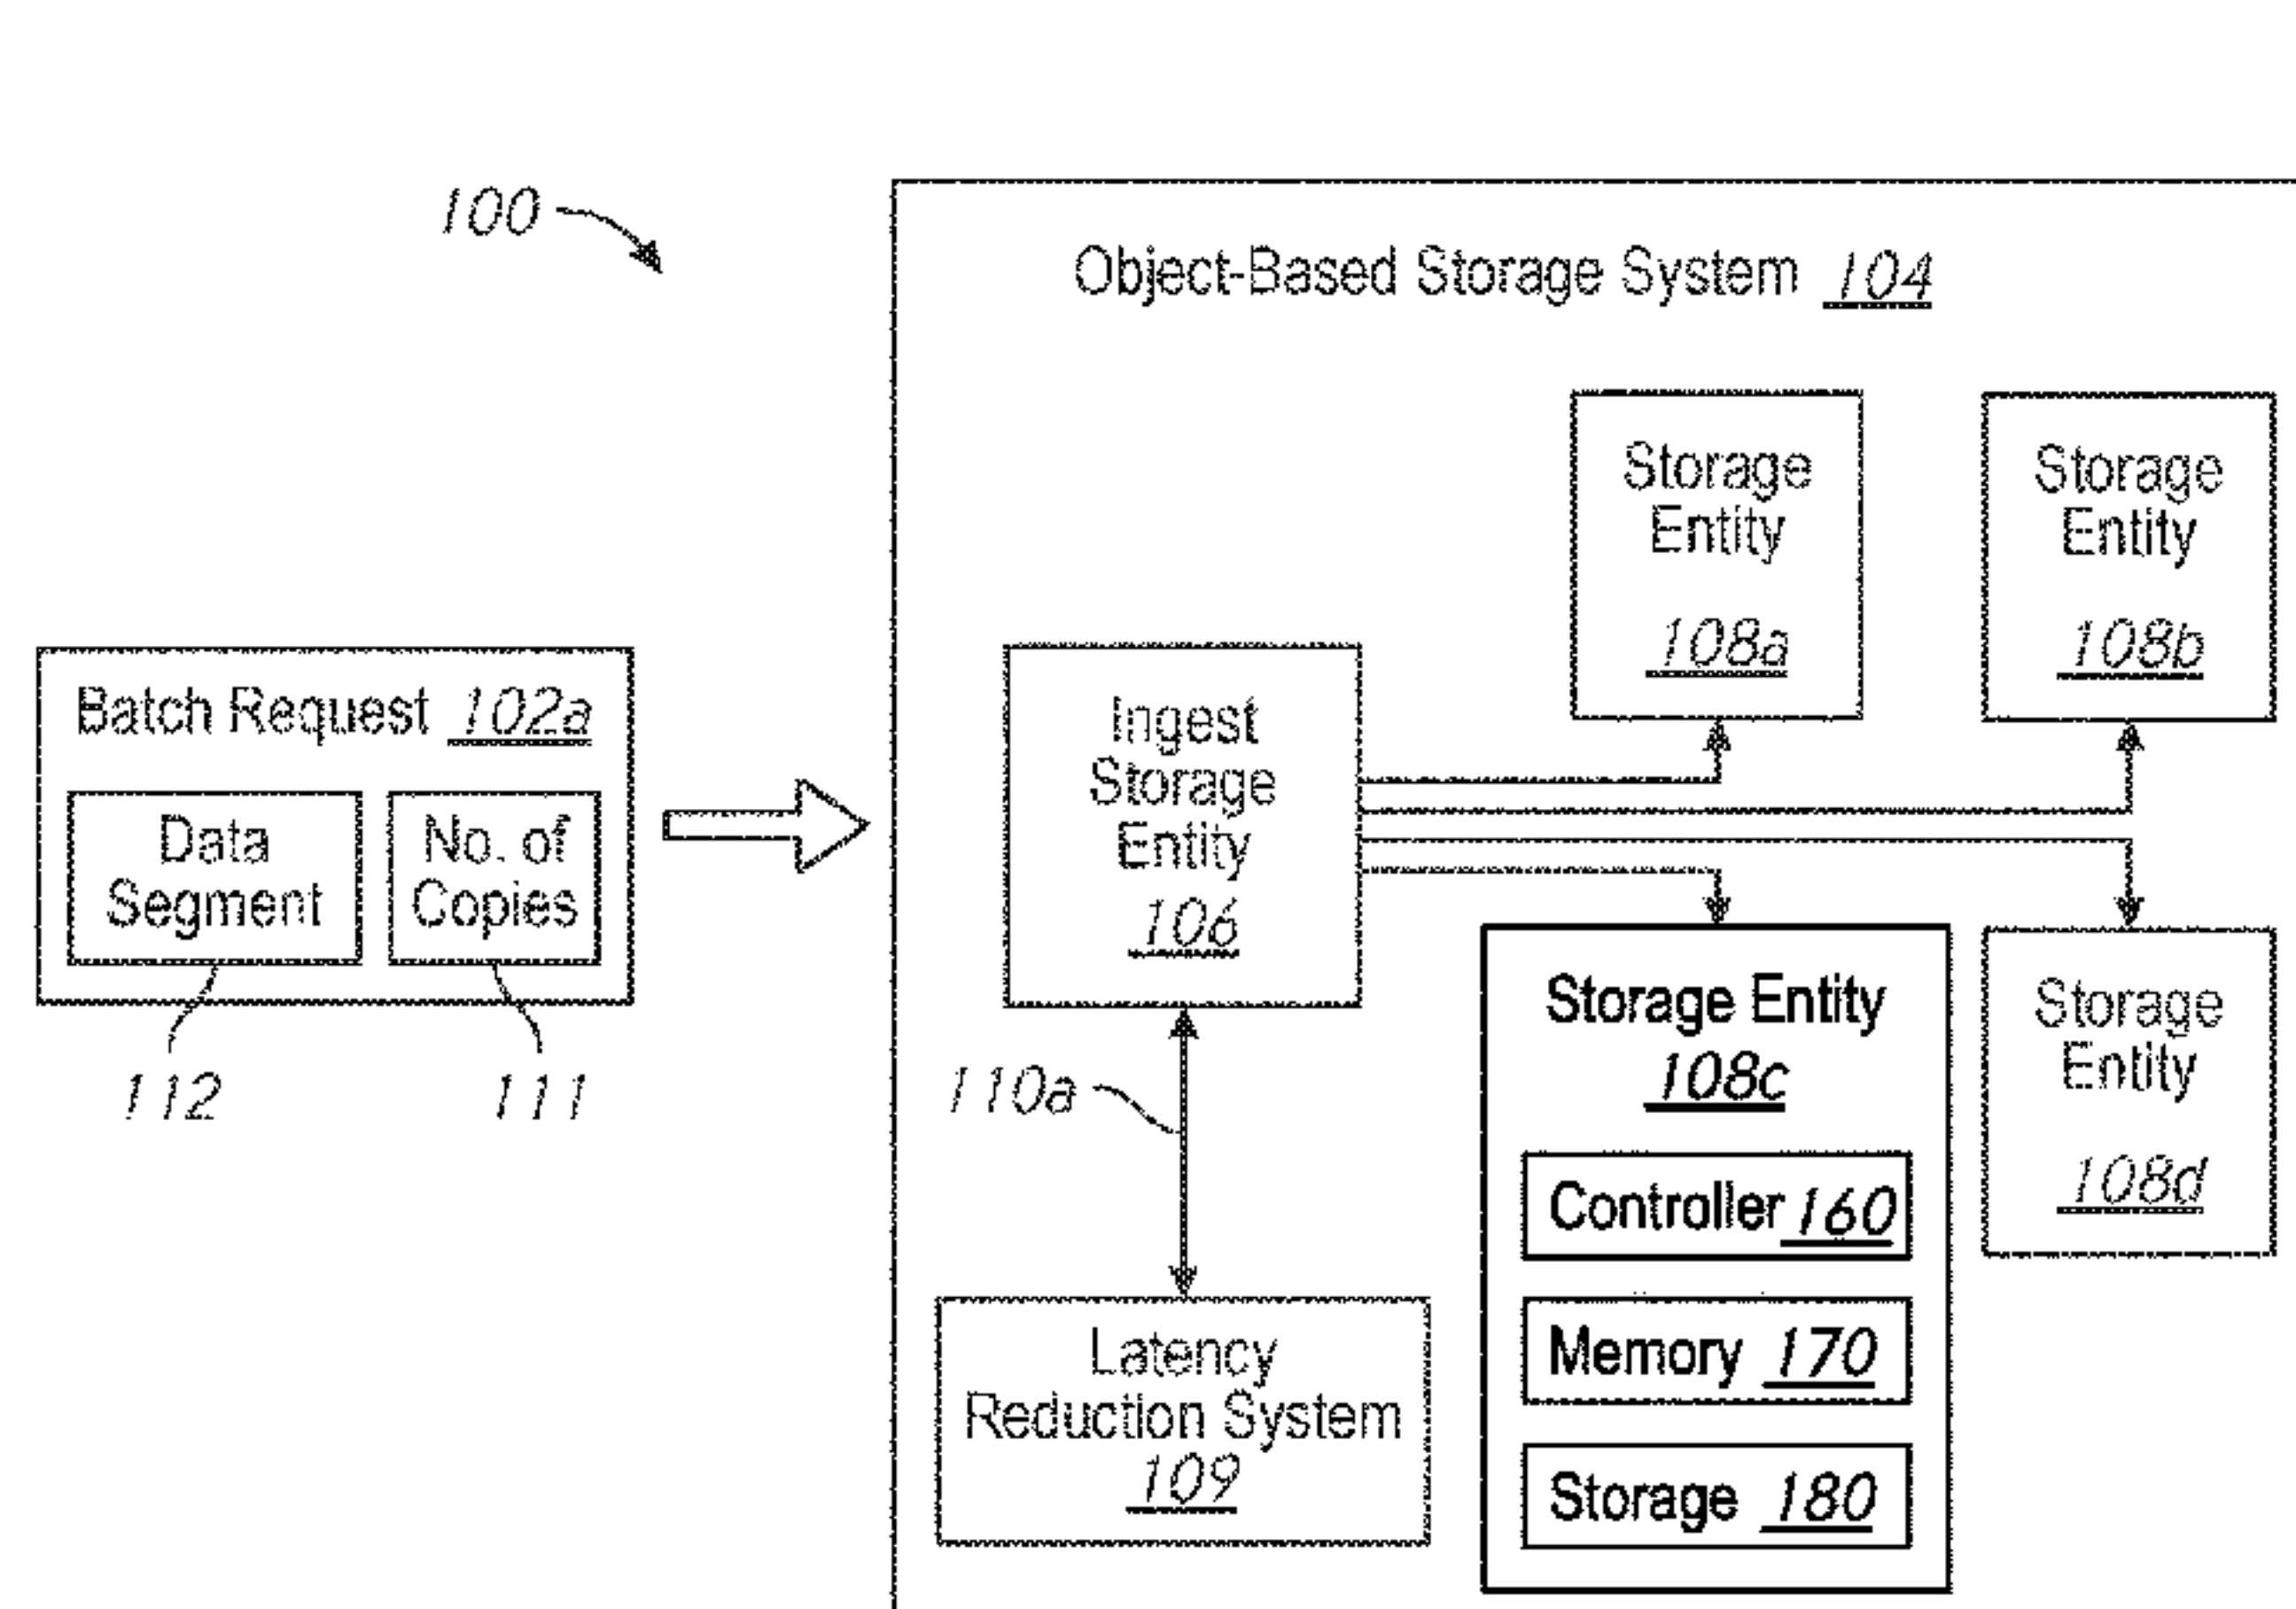 100
Object-Based Storage System 104
Storage
Entity
108a
Storage
Entity
108b
Batch Request 102a
Data
Segment
No. of
Copies
112
111
Ingest
Storage
Entity
106
110a
Latency
Reduction System
109
Storage Entity
108c
Controller 160
Memory 170
Storage 180
Storage
Entity
108d